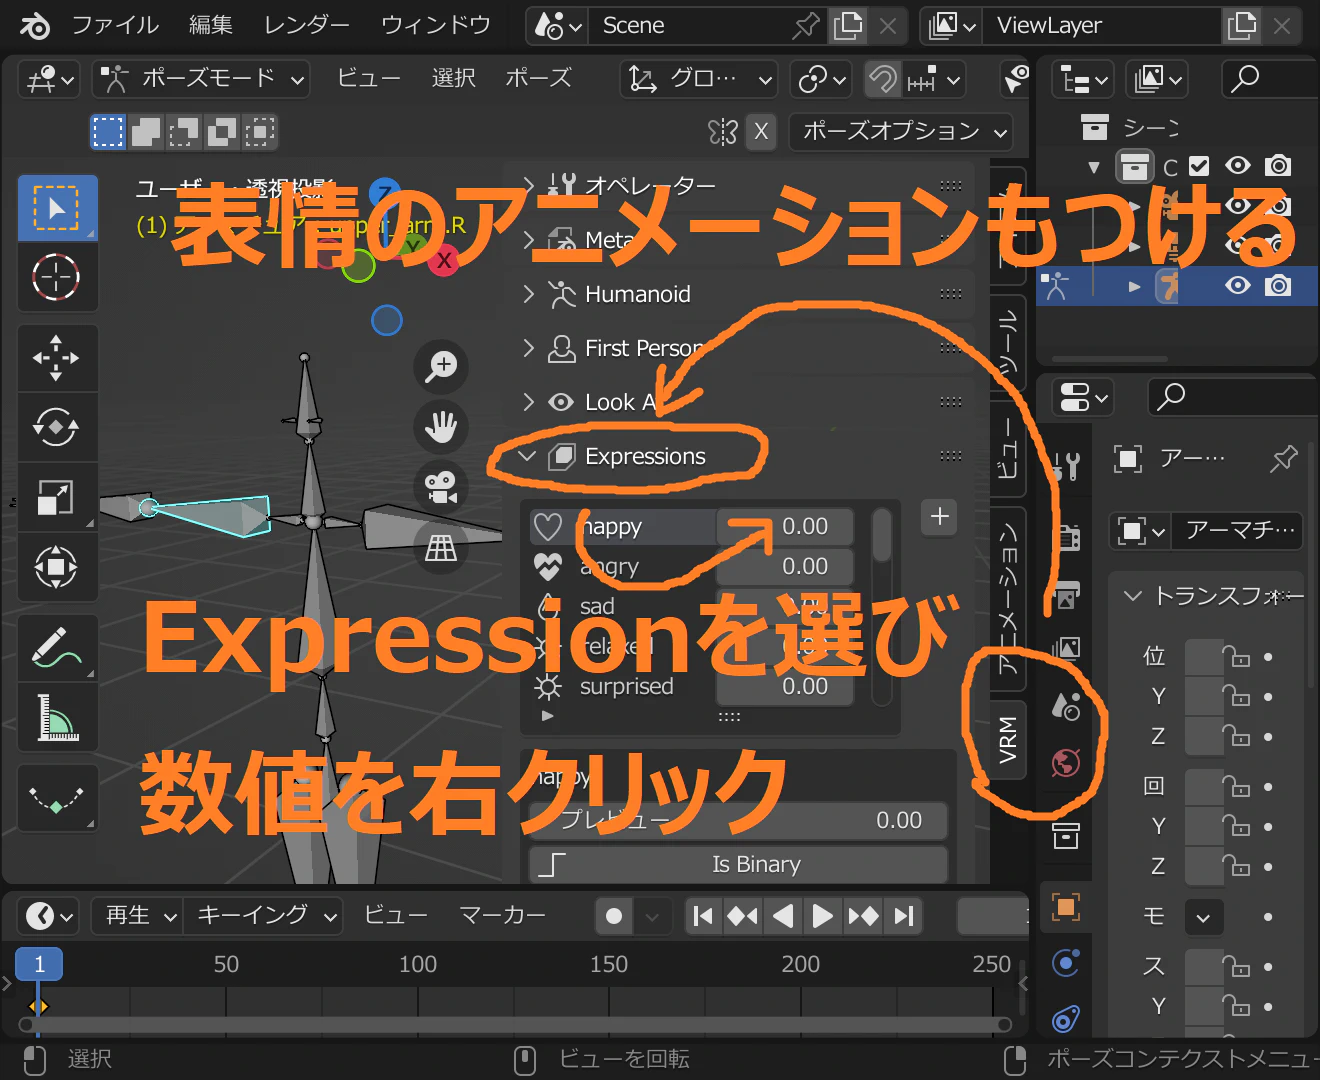 ファイル 編集 レンダー ウィンドウ Scene ViewLayer
ポーズモード ビュー 選択 ポーズ グロ…
X ポーズオプション
シーン
ユーザー・透視投影
オペレーター
C
表情のアニメーションもつける
Meta
Humanoid
First Person
ツール
Look A
ビュー
Expressions
アー…
happy 0.00
アーマチ…
angry 0.00
アニメーション
sad
トランスフォー
Expressionを選び
relaxed
surprised 0.00
位
Y
VRM
Z
数値を右クリック
happy
回
プレビュー 0.00
Y
Is Binary
Z
再生 キーイング ビュー マーカー
モ
1 50 100 150 200 250
ス
Y
選択 ビューを回転 ポーズコンテクストメニュー